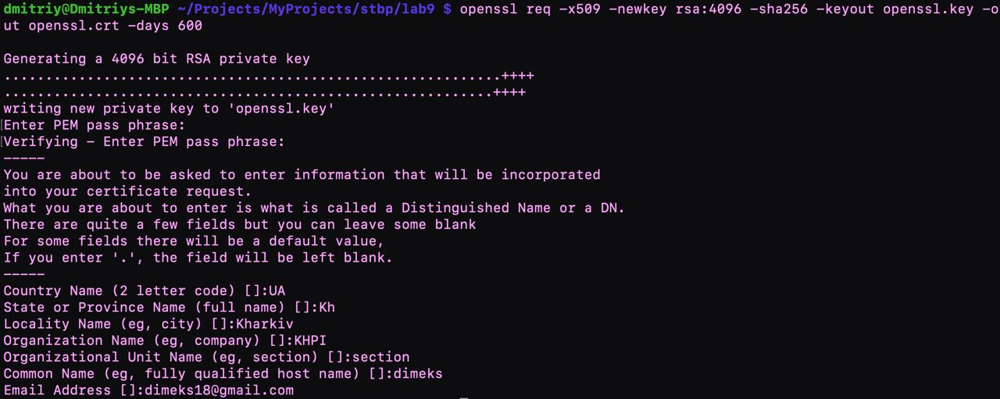 dmitriy@Dmitriys-MBP ~/Projects/MyProjects/stbp/lab9 $ openssl req -x509 -newkey rsa:4096 -sha256 -keyout openssl.key -o
ut openssl.crt -days 600
Generating a 4096 bit RSA private key
............................................................++++
...........................................................++++
writing new private key to 'openssl.key'
[Enter PEM pass phrase:
[Verifying - Enter PEM pass phrase:
-----
You are about to be asked to enter information that will be incorporated
into your certificate request.
What you are about to enter is what is called a Distinguished Name or a DN.
There are quite a few fields but you can leave some blank
For some fields there will be a default value,
If you enter '.', the field will be left blank.
-----
Country Name (2 letter code) []:UA
State or Province Name (full name) []:Kh
Locality Name (eg, city) []:Kharkiv
Organization Name (eg, company) []:KHPI
Organizational Unit Name (eg, section) []:section
Common Name (eg, fully qualified host name) []:dimeks
Email Address []:dimeks18@gmail.com